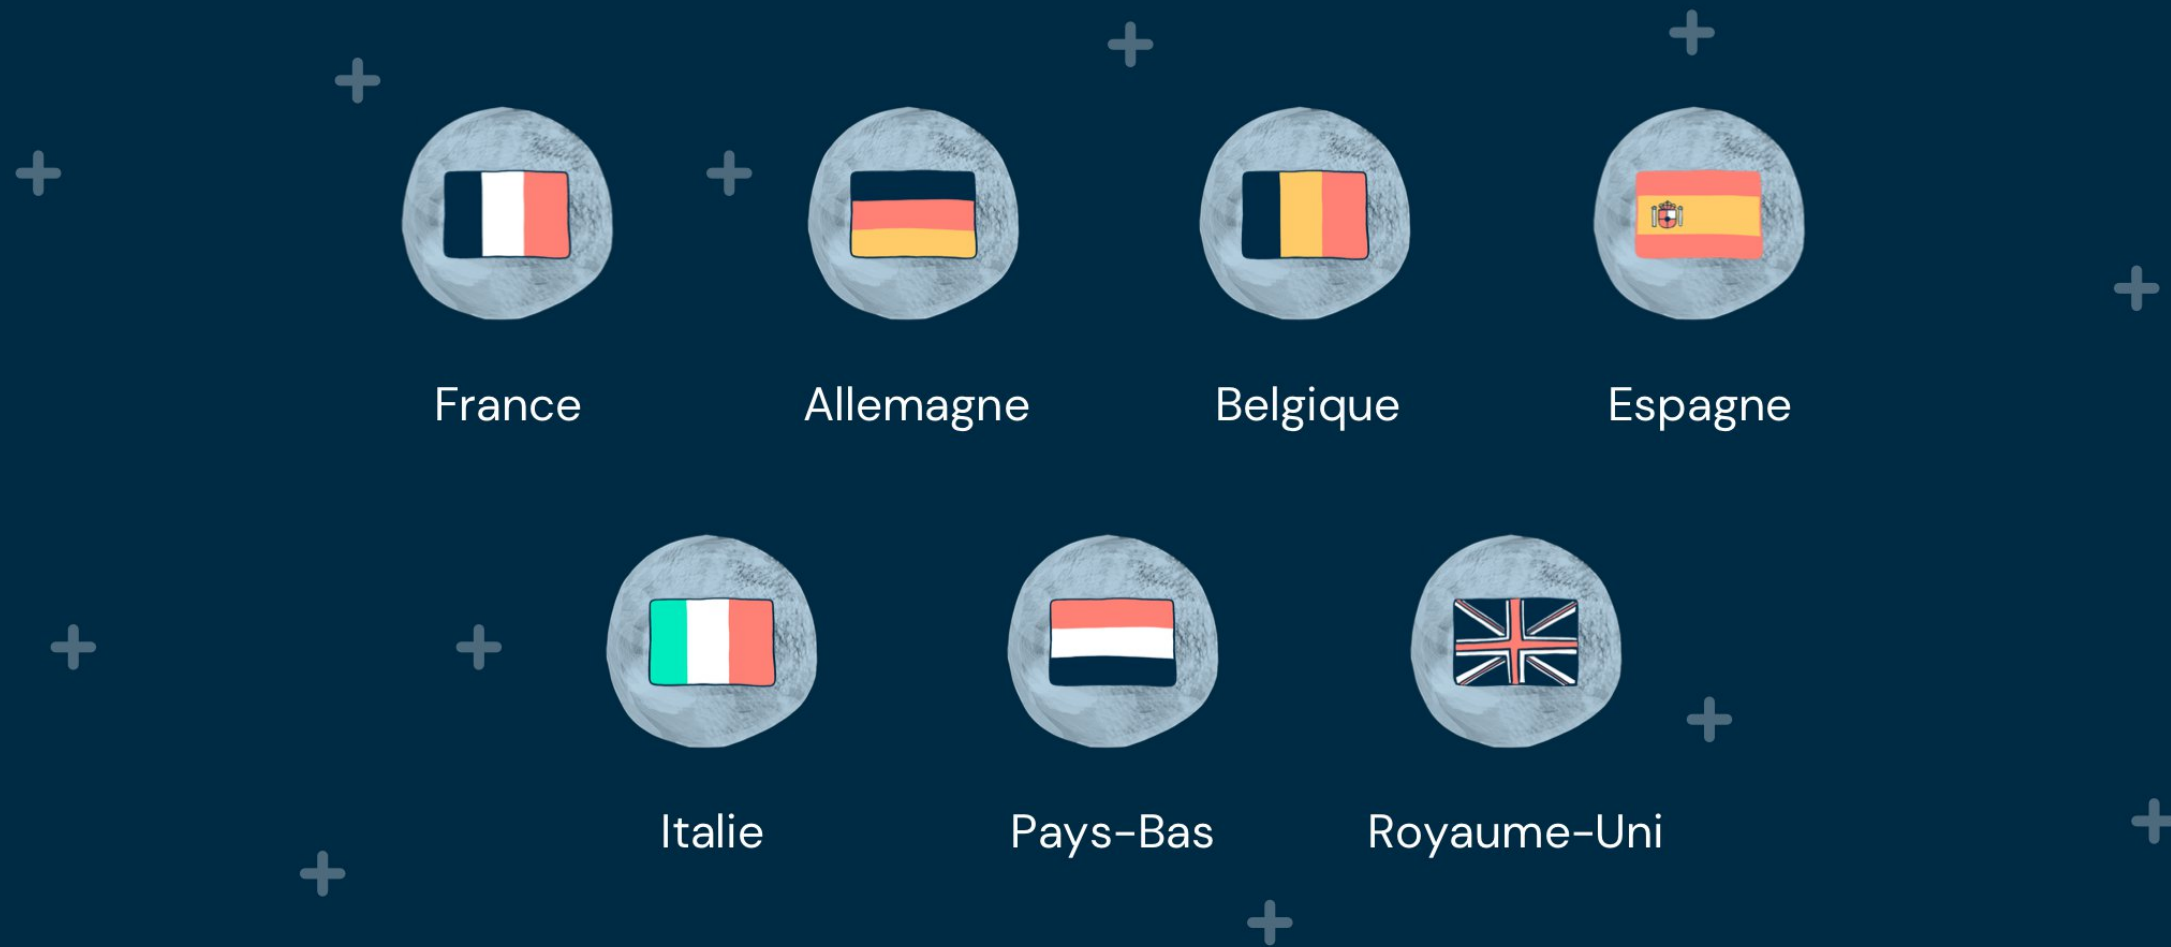 France
Allemagne
Belgique
Espagne
Italie
Pays-Bas
Royaume-Uni